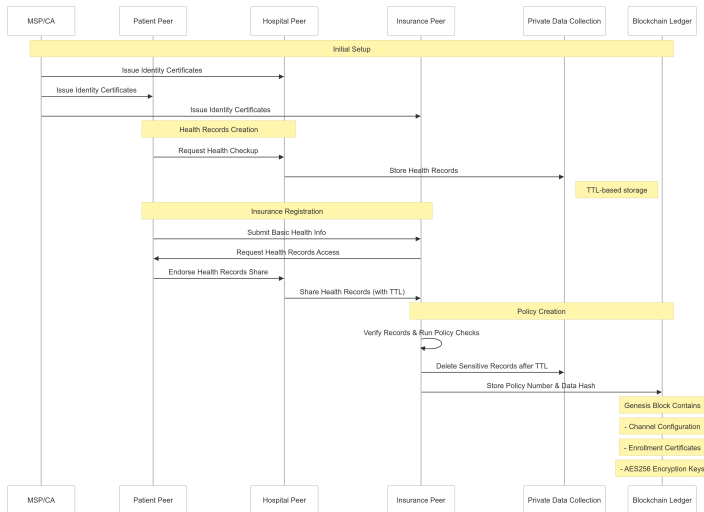 MSP/CA
Patient Peer
Hospital Peer
Insurance Peer
Private Data Collection
Blockchain Ledger
Initial Setup
Issue Identity Certificates
Issue Identity Certificates
Issue Identity Certificates
Health Records Creation
Request Health Checkup
Store Health Records
TTL-based storage
Insurance Registration
Submit Basic Health Info
Request Health Records Access
Endorse Health Records Share
Share Health Records (with TTL)
Policy Creation
Verify Records & Run Policy Checks
Delete Sensitive Records after TTL
Store Policy Number & Data Hash
Genesis Block Contains
- Channel Configuration
- Enrollment Certificates
- AES256 Encryption Keys
MSP/CA
Patient Peer
Hospital Peer
Insurance Peer
Private Data Collection
Blockchain Ledger